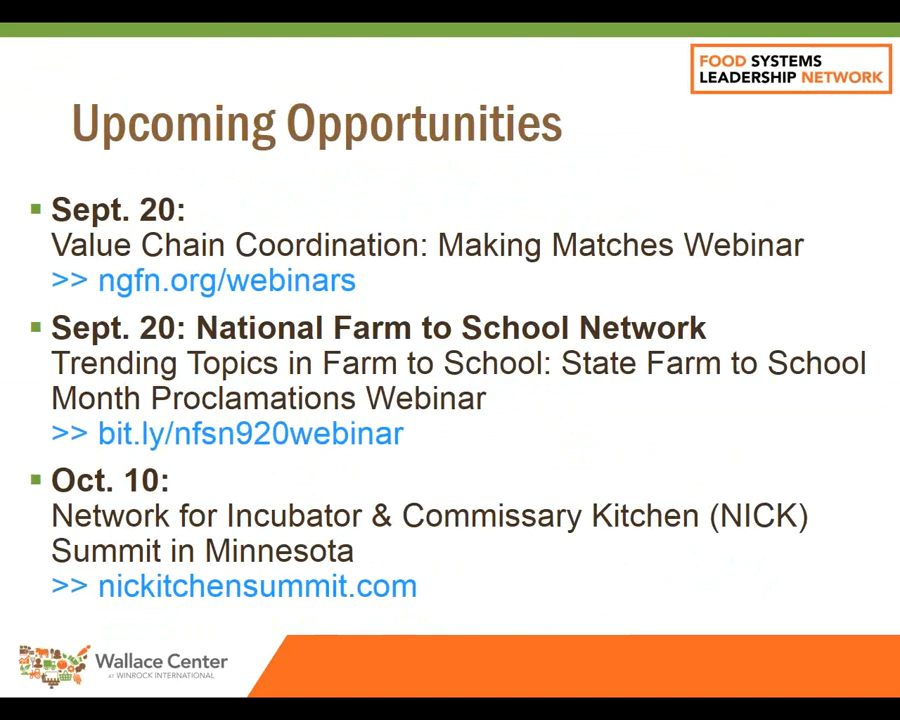 FOOD SYSTEMS
LEADERSHIP NETWORK
Upcoming Opportunities
Sept. 20:
Value Chain Coordination: Making Matches Webinar
>> ngfn.org/webinars
Sept. 20: National Farm to School Network
Trending Topics in Farm to School: State Farm to School
Month Proclamations Webinar
>> bit.ly/nfsn920webinar
Oct. 10:
Network for Incubator & Commissary Kitchen (NICK)
Summit in Minnesota
>> nickitchensummit.com
Wallace Center
AT WINROCK INTERNATIONAL